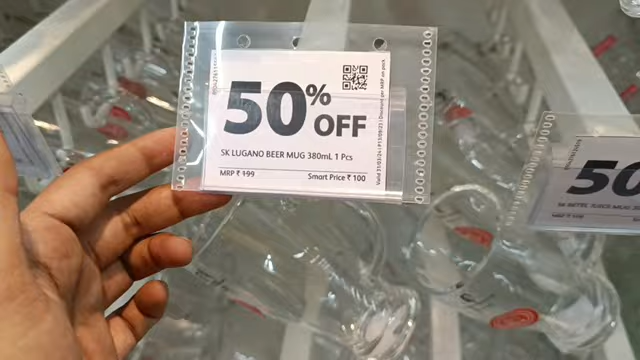 50% OFF
SK LUGANO BEER MUG 380mL 1 Pcs
MRP ₹ 199
Smart Price ₹ 100
50